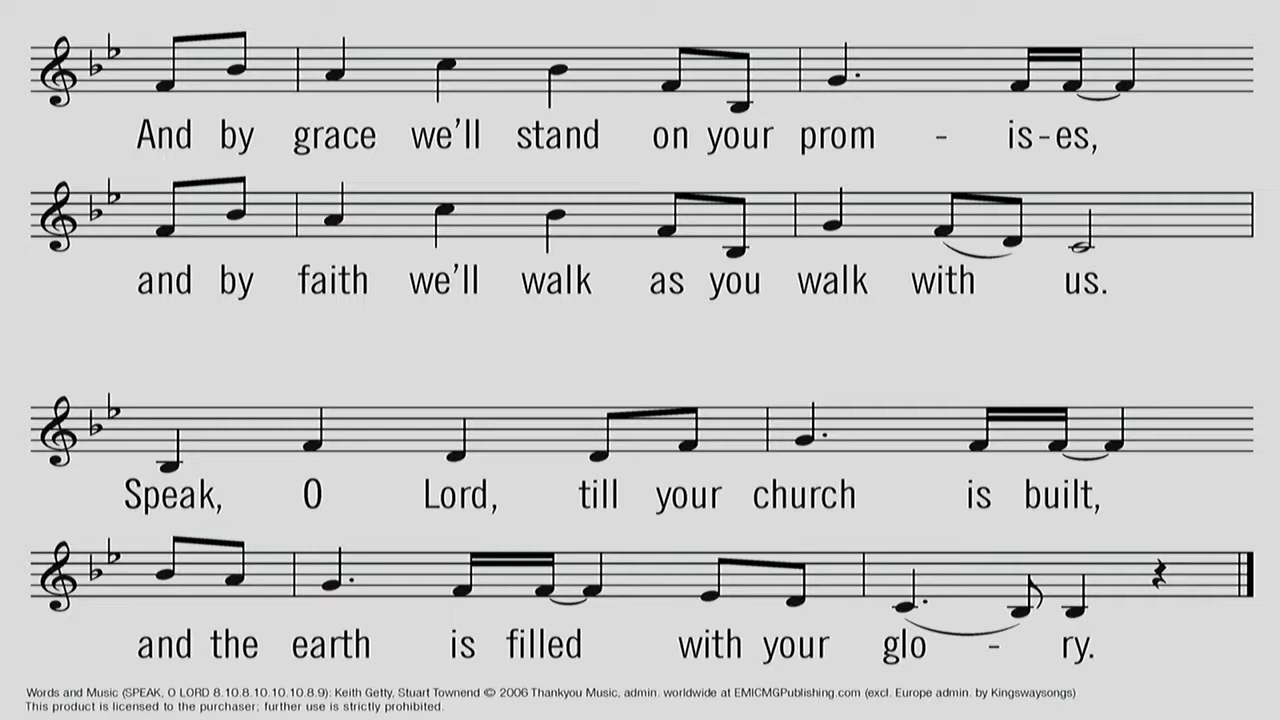 And by grace we'll stand on your prom - is-es,
and by faith we'll walk as you walk with us.
Speak, O Lord, till your church is built,
and the earth is filled with your glo - ry.
Words and Music (SPEAK, O LORD 8.10.8.10.10.10.8.9): Keith Getty, Stuart Townend © 2006 Thankyou Music, admin. worldwide at EMICMGPublishing.com (excl. Europe admin. by Kingswaysongs)
This product is licensed to the purchaser; further use is strictly prohibited.